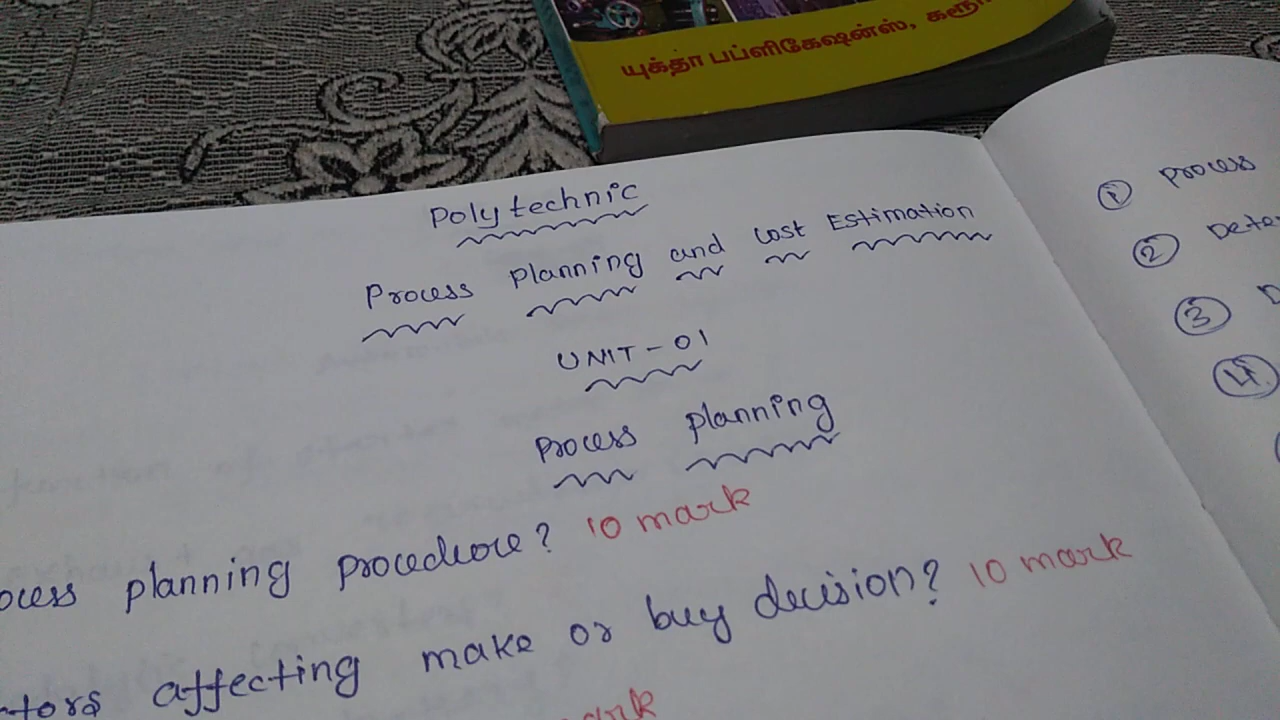 யுக்தா பப்ளிகேஷன்ஸ்,
Polytechnic
Process planning and cost Estimation
UNIT-01
process planning
planning procedure? 10 mark
affecting make or buy decision? 10 mark
① process
②
③
④